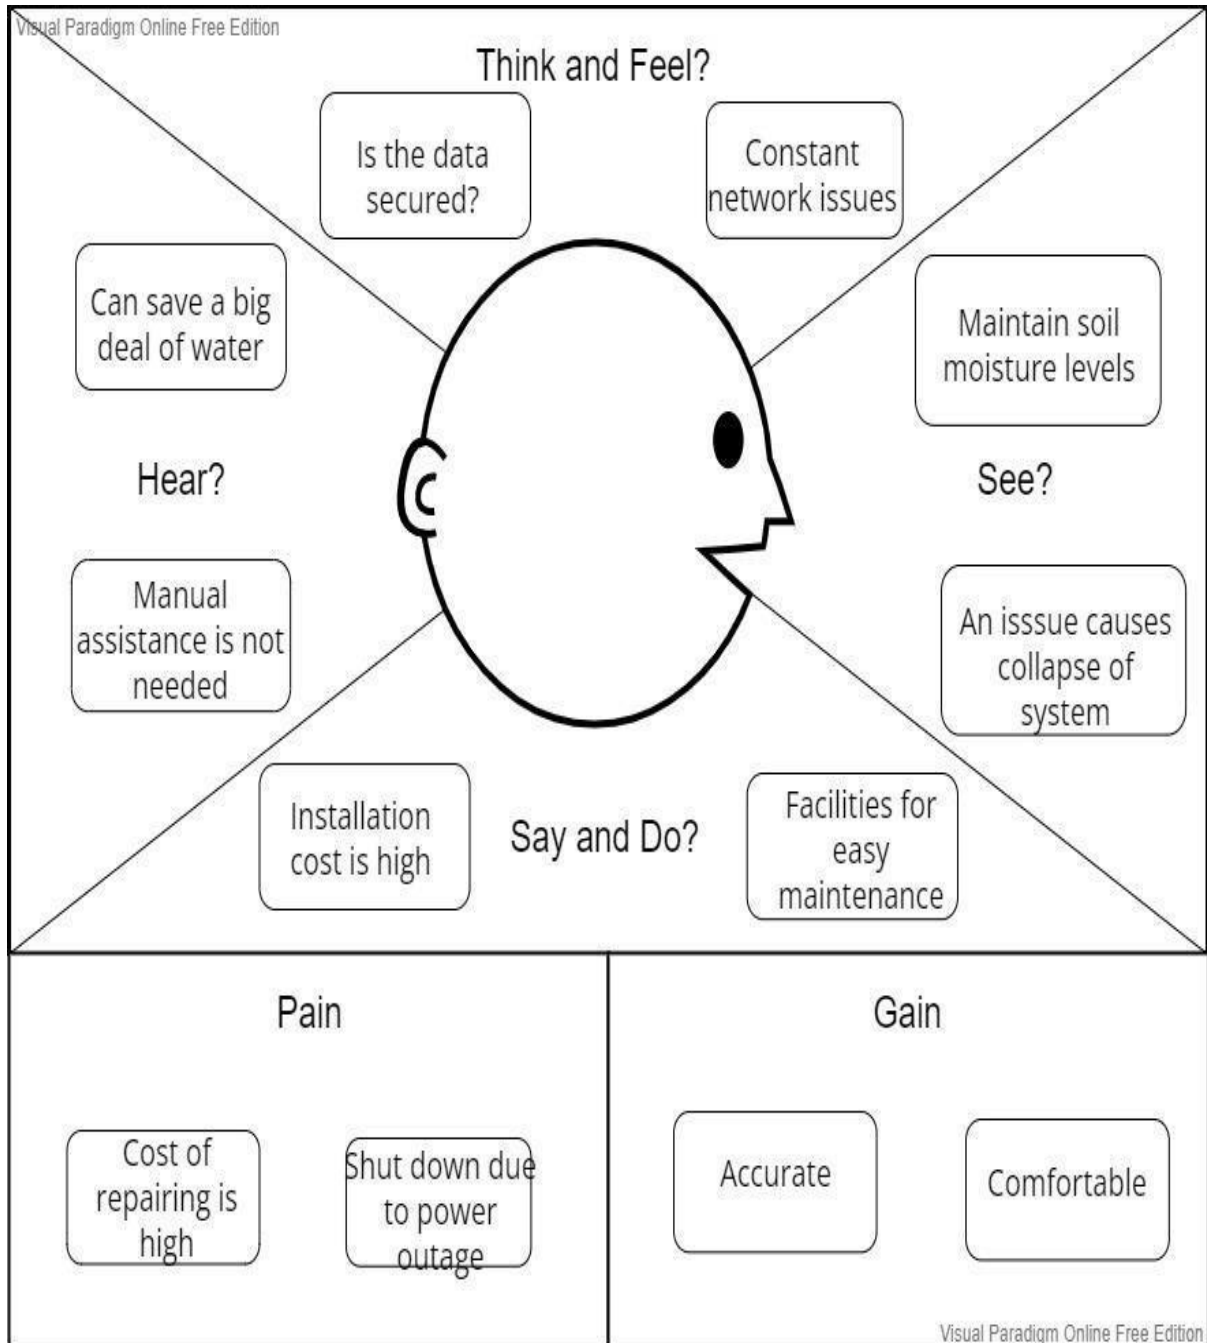 Visual Paradigm Online Free Edition
Think and Feel?
Is the data
secured?
Constant
network issues
Can save a big
deal of water
Maintain soil
moisture levels
Hear?
See?
Manual
assistance is not
needed
An isssue causes
collapse of
system
Installation
cost is high
Say and Do?
Facilities for
easy
maintenance
Pain
Gain
Cost of
repairing is
high
Shut down due
to power
outage
Accurate
Comfortable
Visual Paradigm Online Free Edition